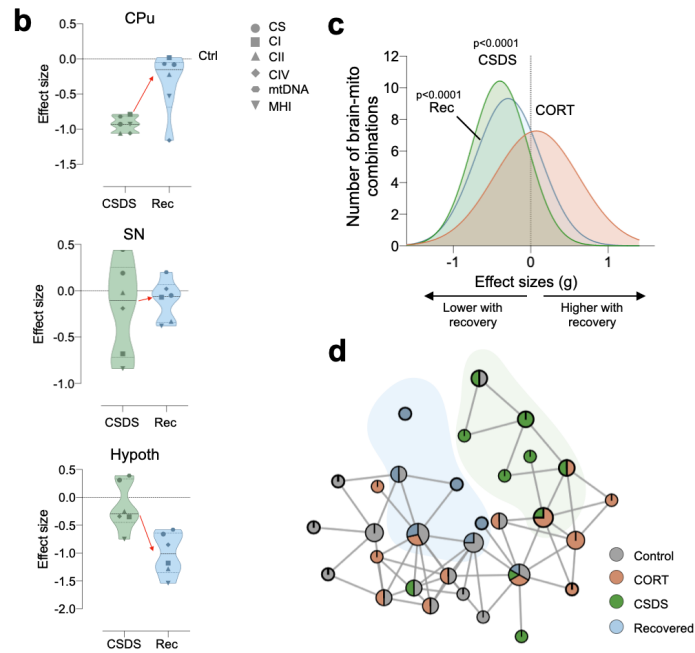 b
CPu
0.5
0.0
-0.5
-1.0
-1.5
Effect size
Ctrl
CSDS
Rec
CS
CI
CII
CIV
mtDNA
MHI
SN
0.5
0.0
-0.5
-1.0
Effect size
CSDS
Rec
Hypoth
0.5
0.0
-0.5
-1.0
-1.5
-2.0
Effect size
CSDS
Rec
c
Number of brain-mito
combinations
12
10
8
6
4
2
0
p<0.0001
CSDS
p<0.0001
Rec
CORT
-1
0
1
Effect sizes (g)
Lower with
recovery
Higher with
recovery
d
Control
CORT
CSDS
Recovered